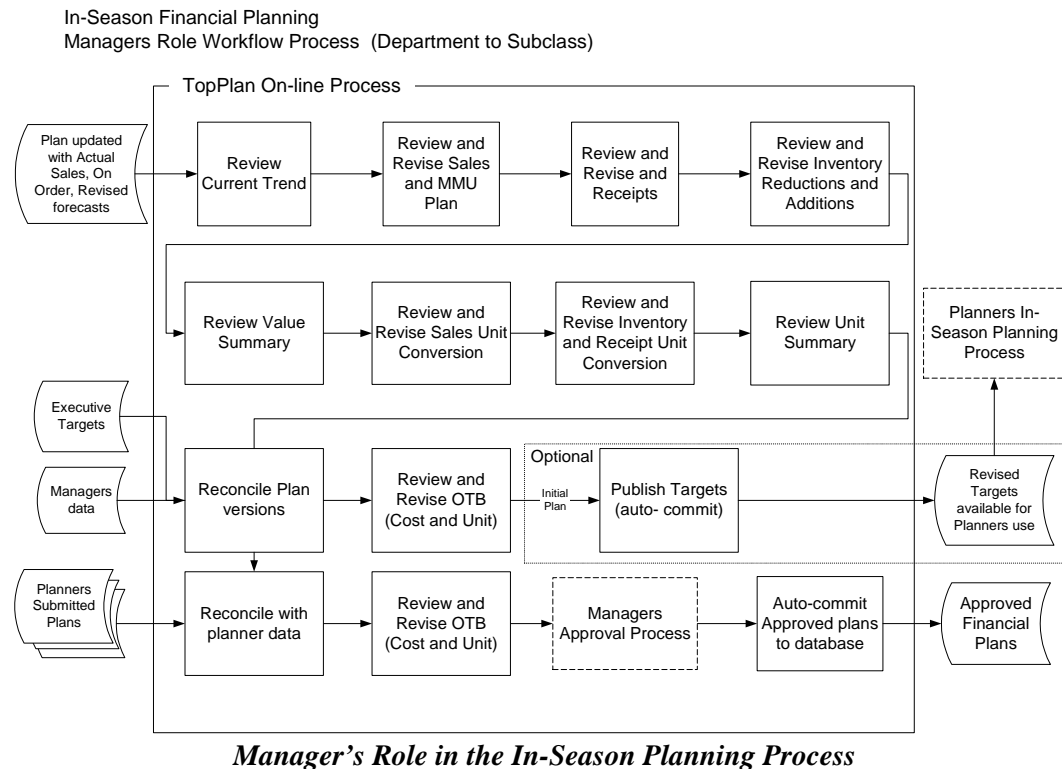 In-Season Financial Planning
Managers Role Workflow Process  (Department to Subclass)
TopPlan On-line Process
Plan updated
with Actual
Sales, On
Order, Revised
forecasts
Review
Current Trend
Review and
Revise Sales
and MMU
Plan
Review and
Revise and
Receipts
Review and
Revise Inventory
Reductions and
Additions
Review Value
Summary
Review and
Revise Sales Unit
Conversion
Review and
Revise Inventory
and Receipt Unit
Conversion
Review Unit
Summary
Planners In-
Season Planning
Process
Executive
Targets
Managers
data
Reconcile Plan
versions
Review and
Revise OTB
(Cost and Unit)
Optional
Initial
Plan
Publish Targets
(auto- commit)
Revised
Targets
available for
Planners use
Planners
Submitted
Plans
Reconcile with
planner data
Review and
Revise OTB
(Cost and Unit)
Managers
Approval Process
Auto-commit
Approved plans
to database
Approved
Financial
Plans
Manager's Role in the In-Season Planning Process